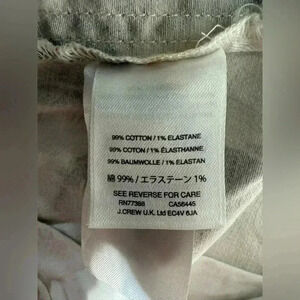 99% COTTON / 1% ELASTANE
99% COTON / 1% ÉLASTHANNE
99% BAUMWOLLE / 1% ELASTAN
綿 99% / エラステーン 1%
SEE REVERSE FOR CARE
RN77388 CA56445
J.CREW U.K. Ltd EC4V 6JA